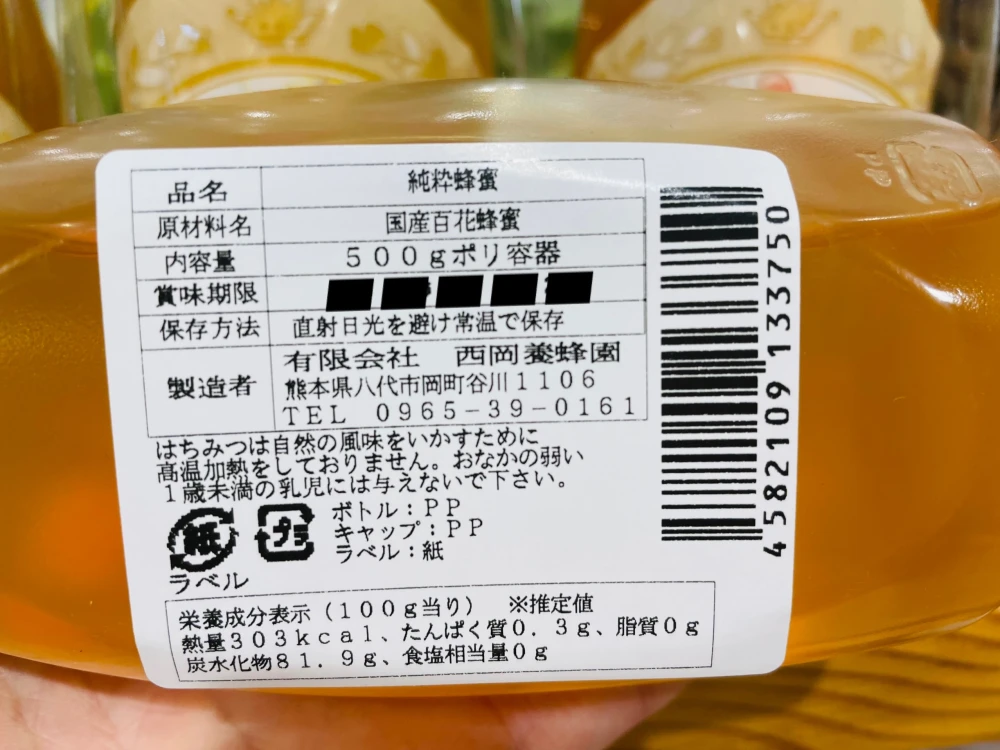 品名 純粋蜂蜜
原材料名 国産百花蜂蜜
内容量 500gポリ容器
賞味期限
保存方法 直射日光を避け常温で保存
製造者 有限会社 西岡養蜂園
熊本県八代市岡町谷川1106
TEL 0965-39-0161
はちみつは自然の風味をいかすために
高温加熱をしておりません。おなかの弱い
1歳未満の乳児には与えないで下さい。
紙
プラ
ボトル:PP
キャップ:PP
ラベル:紙
ラベル
栄養成分表示(100g当り) ※推定値
熱量303kcal、たんぱく質0.3g、脂質0g
炭水化物81.9g、食塩相当量0g
4582109133750